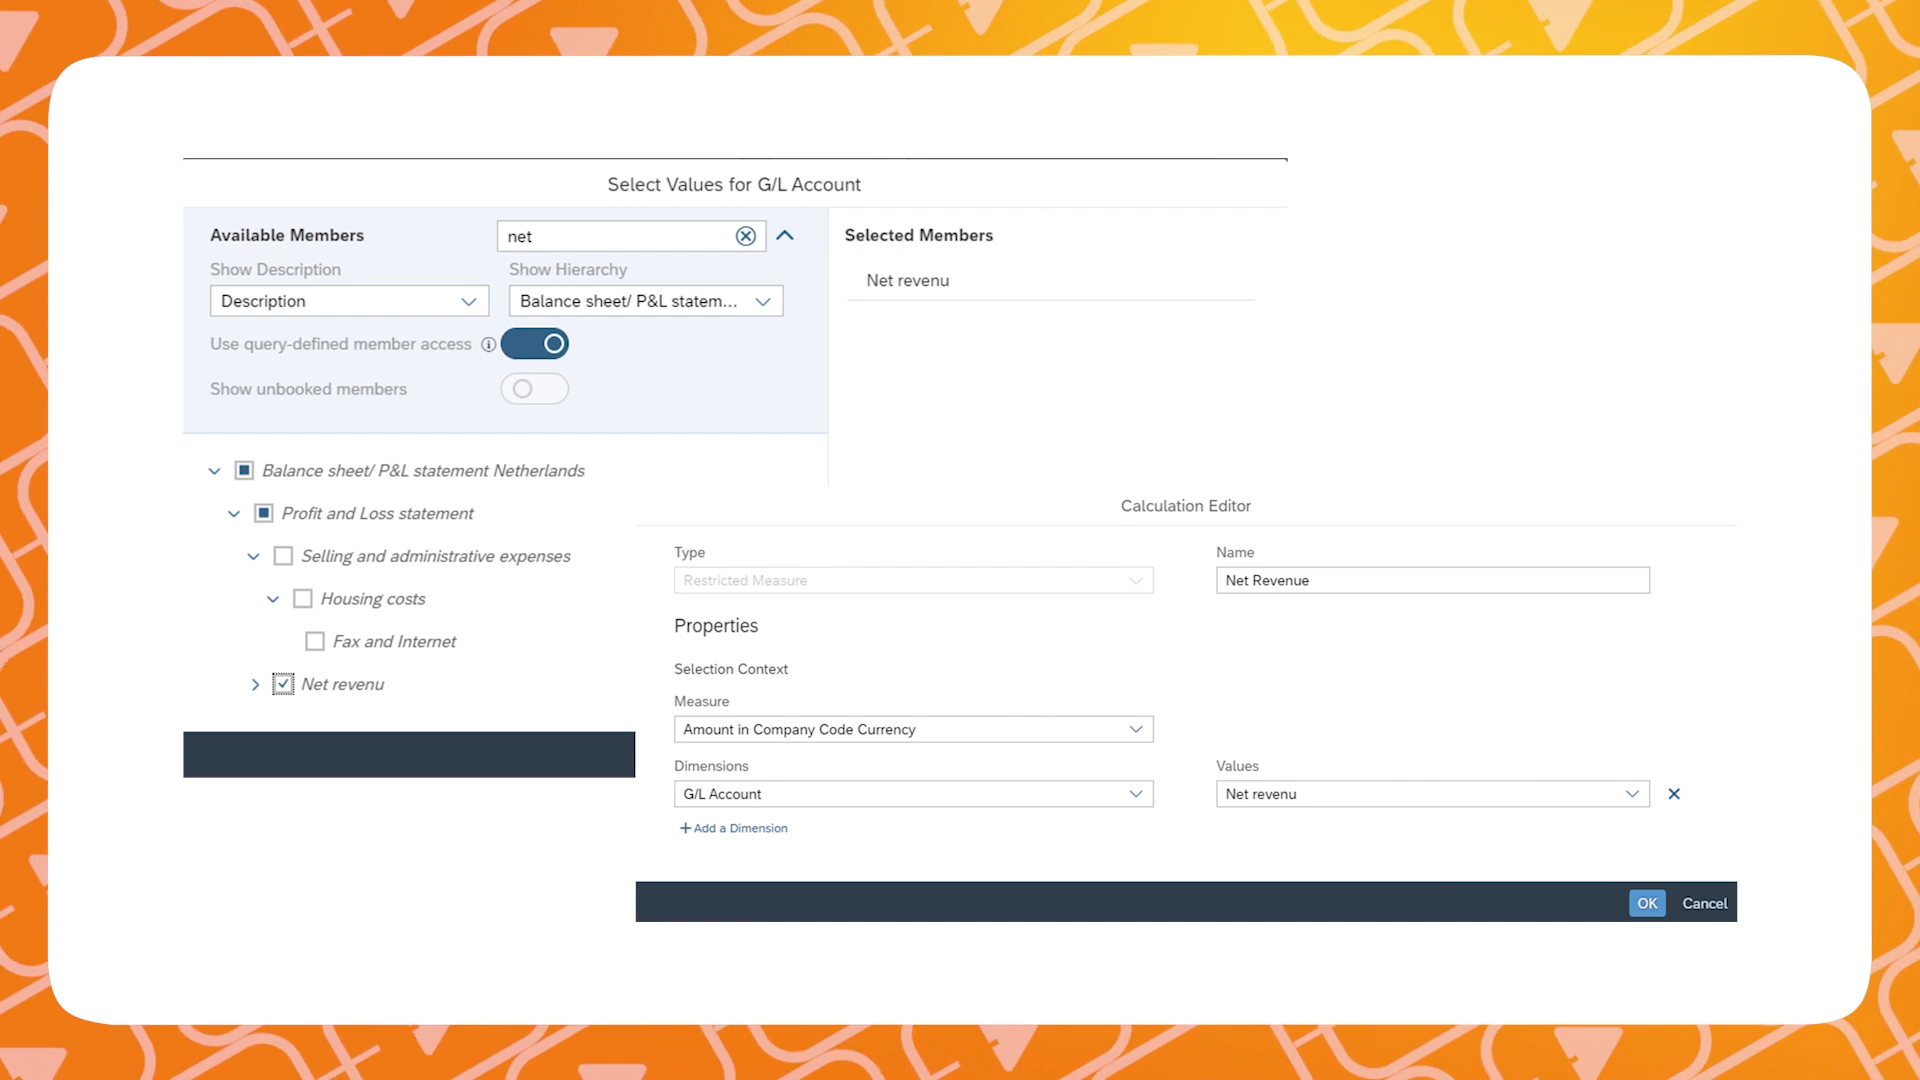 Select Values for G/L Account
Available Members
net
Show Description
Show Hierarchy
Description
Balance sheet/ P&L statem...
Use query-defined member access
Show unbooked members
Selected Members
Net revenu
Balance sheet/ P&L statement Netherlands
Profit and Loss statement
Selling and administrative expenses
Housing costs
Fax and Internet
Net revenu
Calculation Editor
Type
Name
Restricted Measure
Net Revenue
Properties
Selection Context
Measure
Amount in Company Code Currency
Dimensions
Values
G/L Account
Net revenu
+ Add a Dimension
OK
Cancel